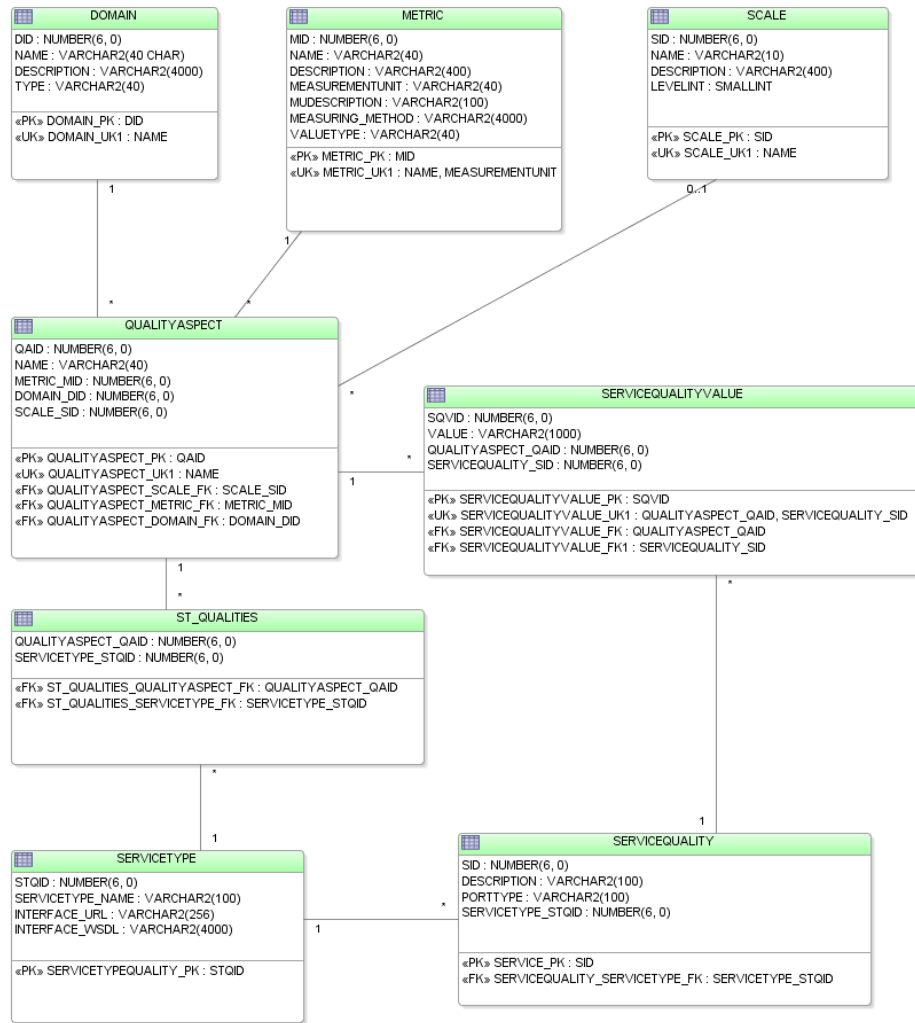 DOMAIN
DID : NUMBER(6, 0)
NAME : VARCHAR2(40 CHAR)
DESCRIPTION : VARCHAR2(4000)
TYPE : VARCHAR2(40)
«PK» DOMAIN_PK : DID
«UK» DOMAIN_UK1 : NAME
1
*
METRIC
MID : NUMBER(6, 0)
NAME : VARCHAR2(40)
DESCRIPTION : VARCHAR2(400)
MEASUREMENTUNIT : VARCHAR2(40)
MUDESCRIPTION : VARCHAR2(100)
MEASURING_METHOD : VARCHAR2(4000)
VALUETYPE : VARCHAR2(40)
«PK» METRIC_PK : MID
«UK» METRIC_UK1 : NAME, MEASUREMENTUNIT
1
*
SCALE
SID : NUMBER(6, 0)
NAME : VARCHAR2(10)
DESCRIPTION : VARCHAR2(400)
LEVELINT : SMALLINT
«PK» SCALE_PK : SID
«UK» SCALE_UK1 : NAME
0..1
*
QUALITYASPECT
QAID : NUMBER(6, 0)
NAME : VARCHAR2(40)
METRIC_MID : NUMBER(6, 0)
DOMAIN_DID : NUMBER(6, 0)
SCALE_SID : NUMBER(6, 0)
«PK» QUALITYASPECT_PK : QAID
«UK» QUALITYASPECT_UK1 : NAME
«FK» QUALITYASPECT_SCALE_FK : SCALE_SID
«FK» QUALITYASPECT_METRIC_FK : METRIC_MID
«FK» QUALITYASPECT_DOMAIN_FK : DOMAIN_DID
1
*
SERVICEQUALITYVALUE
SQVID : NUMBER(6, 0)
VALUE : VARCHAR2(1000)
QUALITYASPECT_QAID : NUMBER(6, 0)
SERVICEQUALITY_SID : NUMBER(6, 0)
«PK» SERVICEQUALITYVALUE_PK : SQVID
«UK» SERVICEQUALITYVALUE_UK1 : QUALITYASPECT_QAID, SERVICEQUALITY_SID
«FK» SERVICEQUALITYVALUE_FK : QUALITYASPECT_QAID
«FK» SERVICEQUALITYVALUE_FK1 : SERVICEQUALITY_SID
*
1
1
*
ST_QUALITIES
QUALITYASPECT_QAID : NUMBER(6, 0)
SERVICETYPE_STQID : NUMBER(6, 0)
«FK» ST_QUALITIES_QUALITYASPECT_FK : QUALITYASPECT_QAID
«FK» ST_QUALITIES_SERVICETYPE_FK : SERVICETYPE_STQID
*
1
SERVICETYPE
STQID : NUMBER(6, 0)
SERVICETYPE_NAME : VARCHAR2(100)
INTERFACE_URL : VARCHAR2(256)
INTERFACE_WSDL : VARCHAR2(4000)
«PK» SERVICETYPEQUALITY_PK : STQID
1
*
SERVICEQUALITY
SID : NUMBER(6, 0)
DESCRIPTION : VARCHAR2(100)
PORTTYPE : VARCHAR2(100)
SERVICETYPE_STQID : NUMBER(6, 0)
«PK» SERVICE_PK : SID
«FK» SERVICEQUALITY_SERVICETYPE_FK : SERVICETYPE_STQID